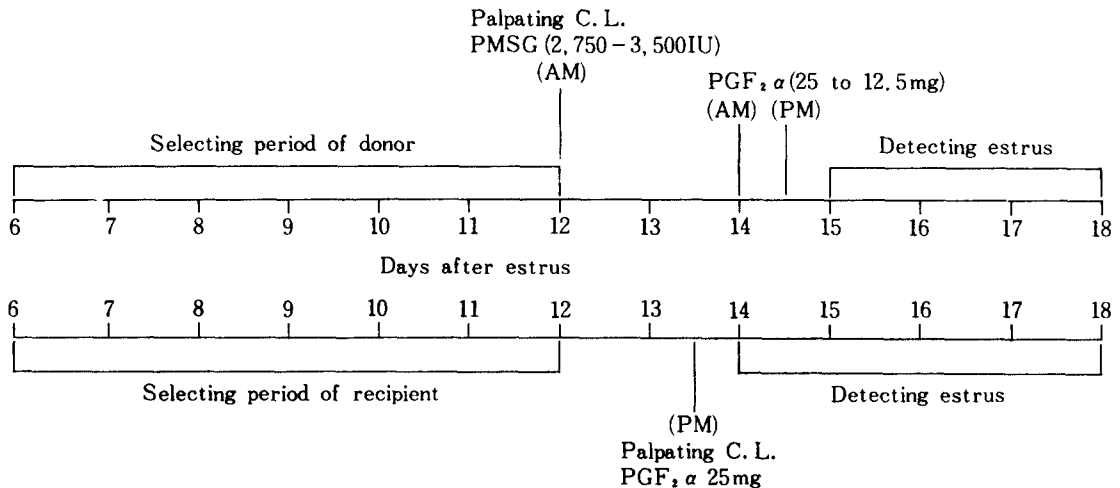 Palpating C. L.
PMSG (2,750-3,500IU)
(AM)
PGF₂ α (25 to 12.5mg)
(AM) (PM)
Selecting period of donor
Detecting estrus
6 7 8 9 10 11 12 13 14 15 16 17 18
Days after estrus
6 7 8 9 10 11 12 13 14 15 16 17 18
Selecting period of recipient
Detecting estrus
(PM)
Palpating C. L.
PGF₂ α 25mg